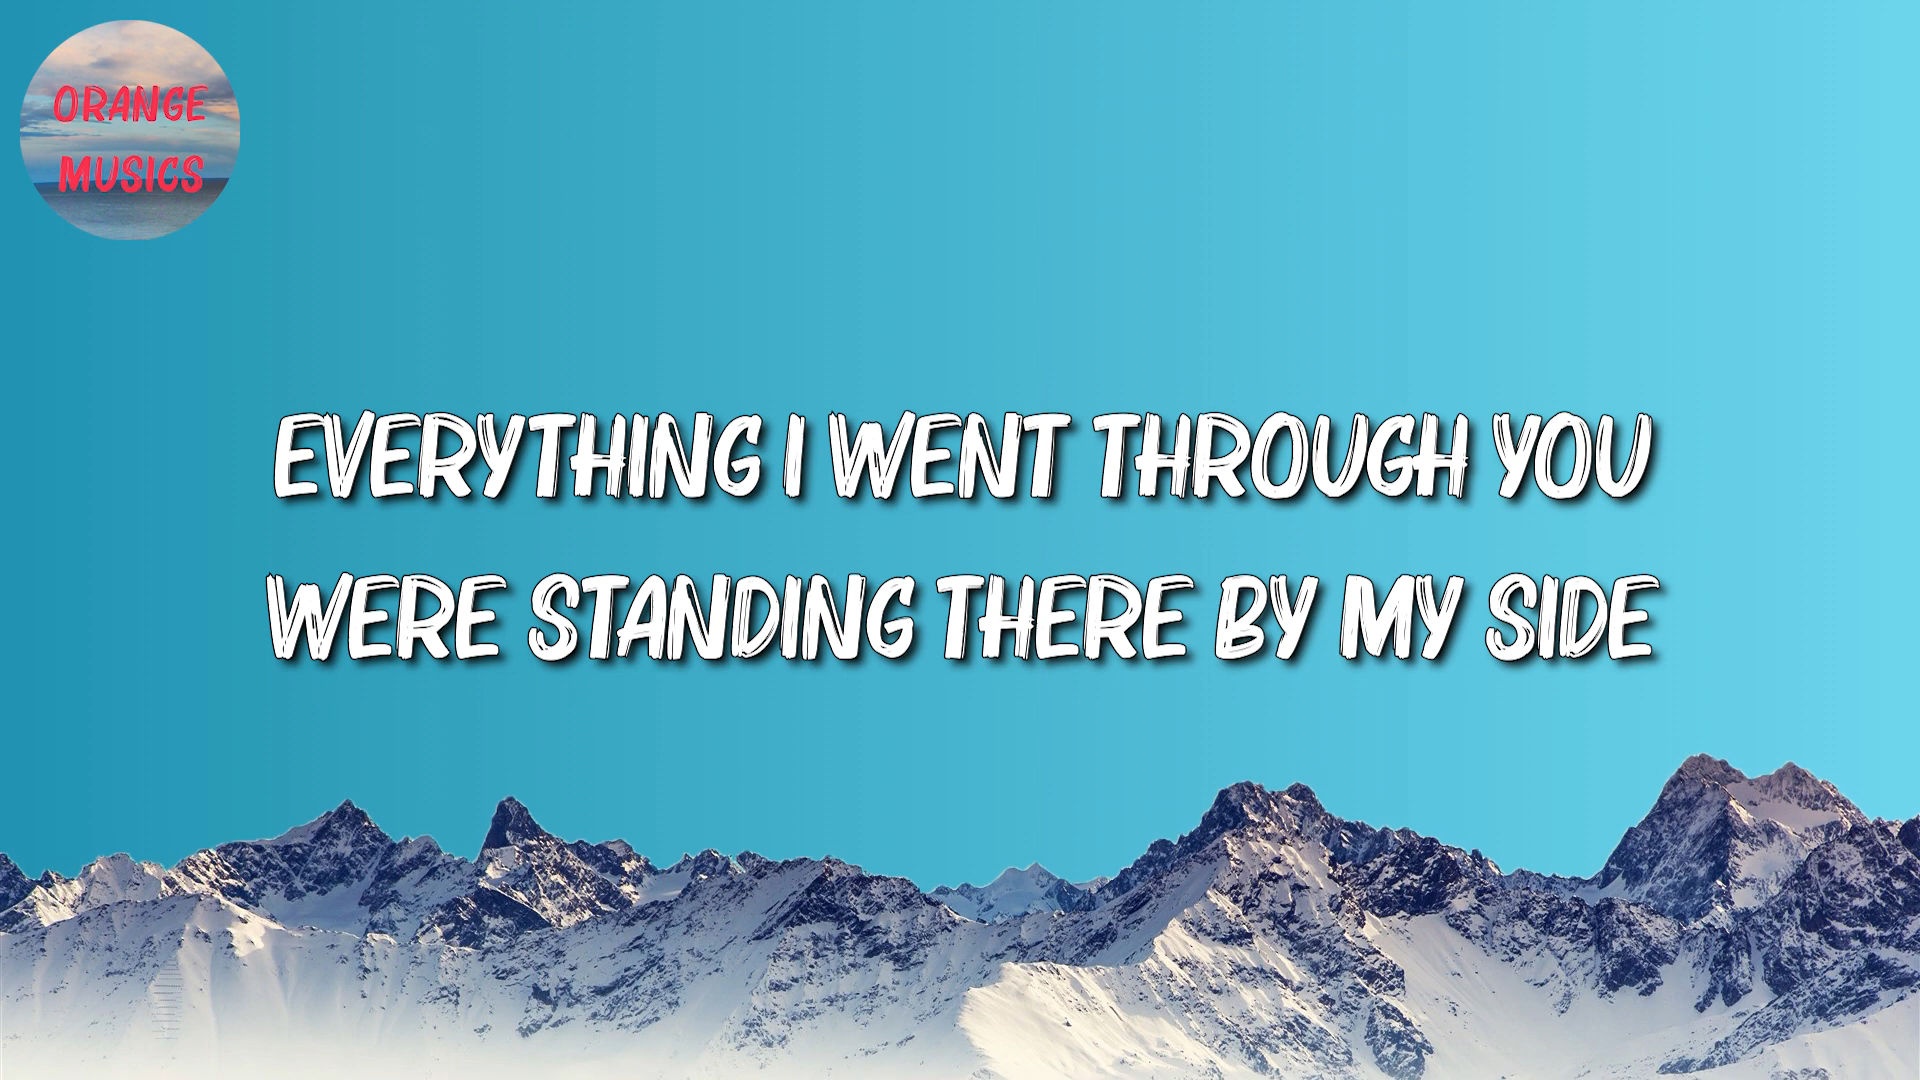 ORANGE
MUSICS
EVERYTHING I WENT THROUGH YOU
WERE STANDING THERE BY MY SIDE